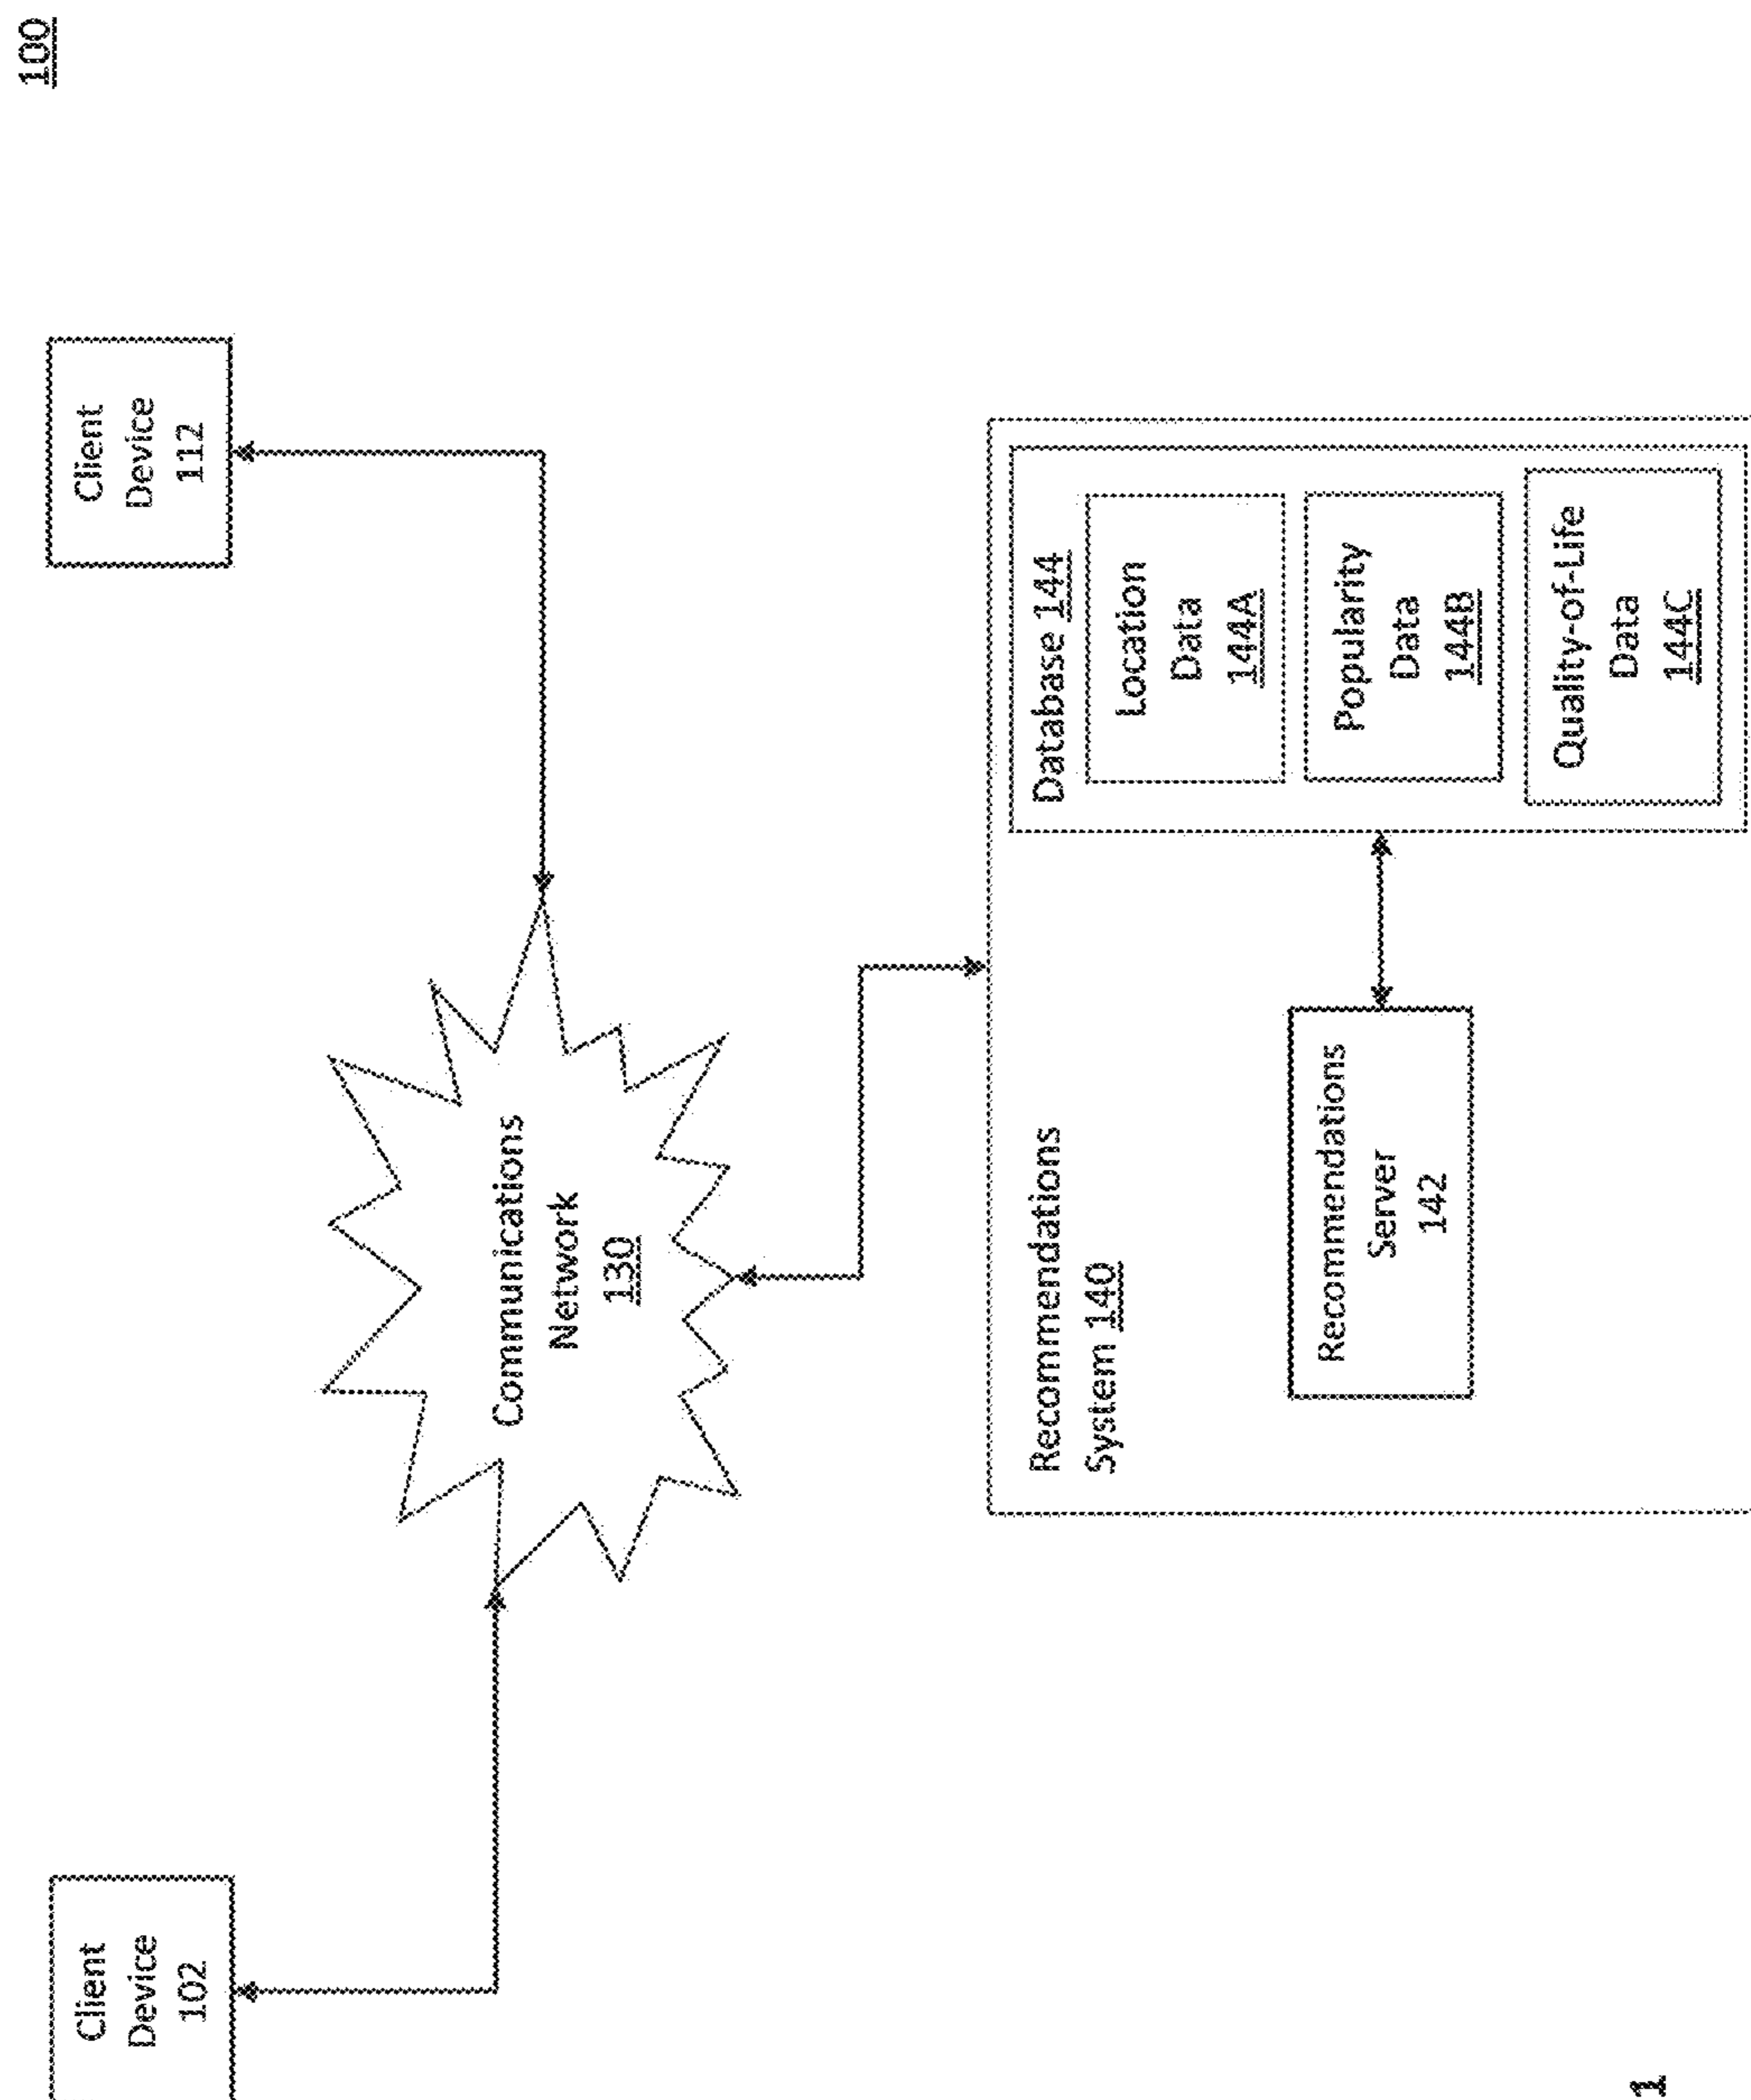 100
Client
Device
102
Client
Device
112
Communications
Network
130
Recommendations
System 140
Recommendations
Server
142
Database 144
Location
Data
144A
Popularity
Data
144B
Quality-of-Life
Data
144C
1